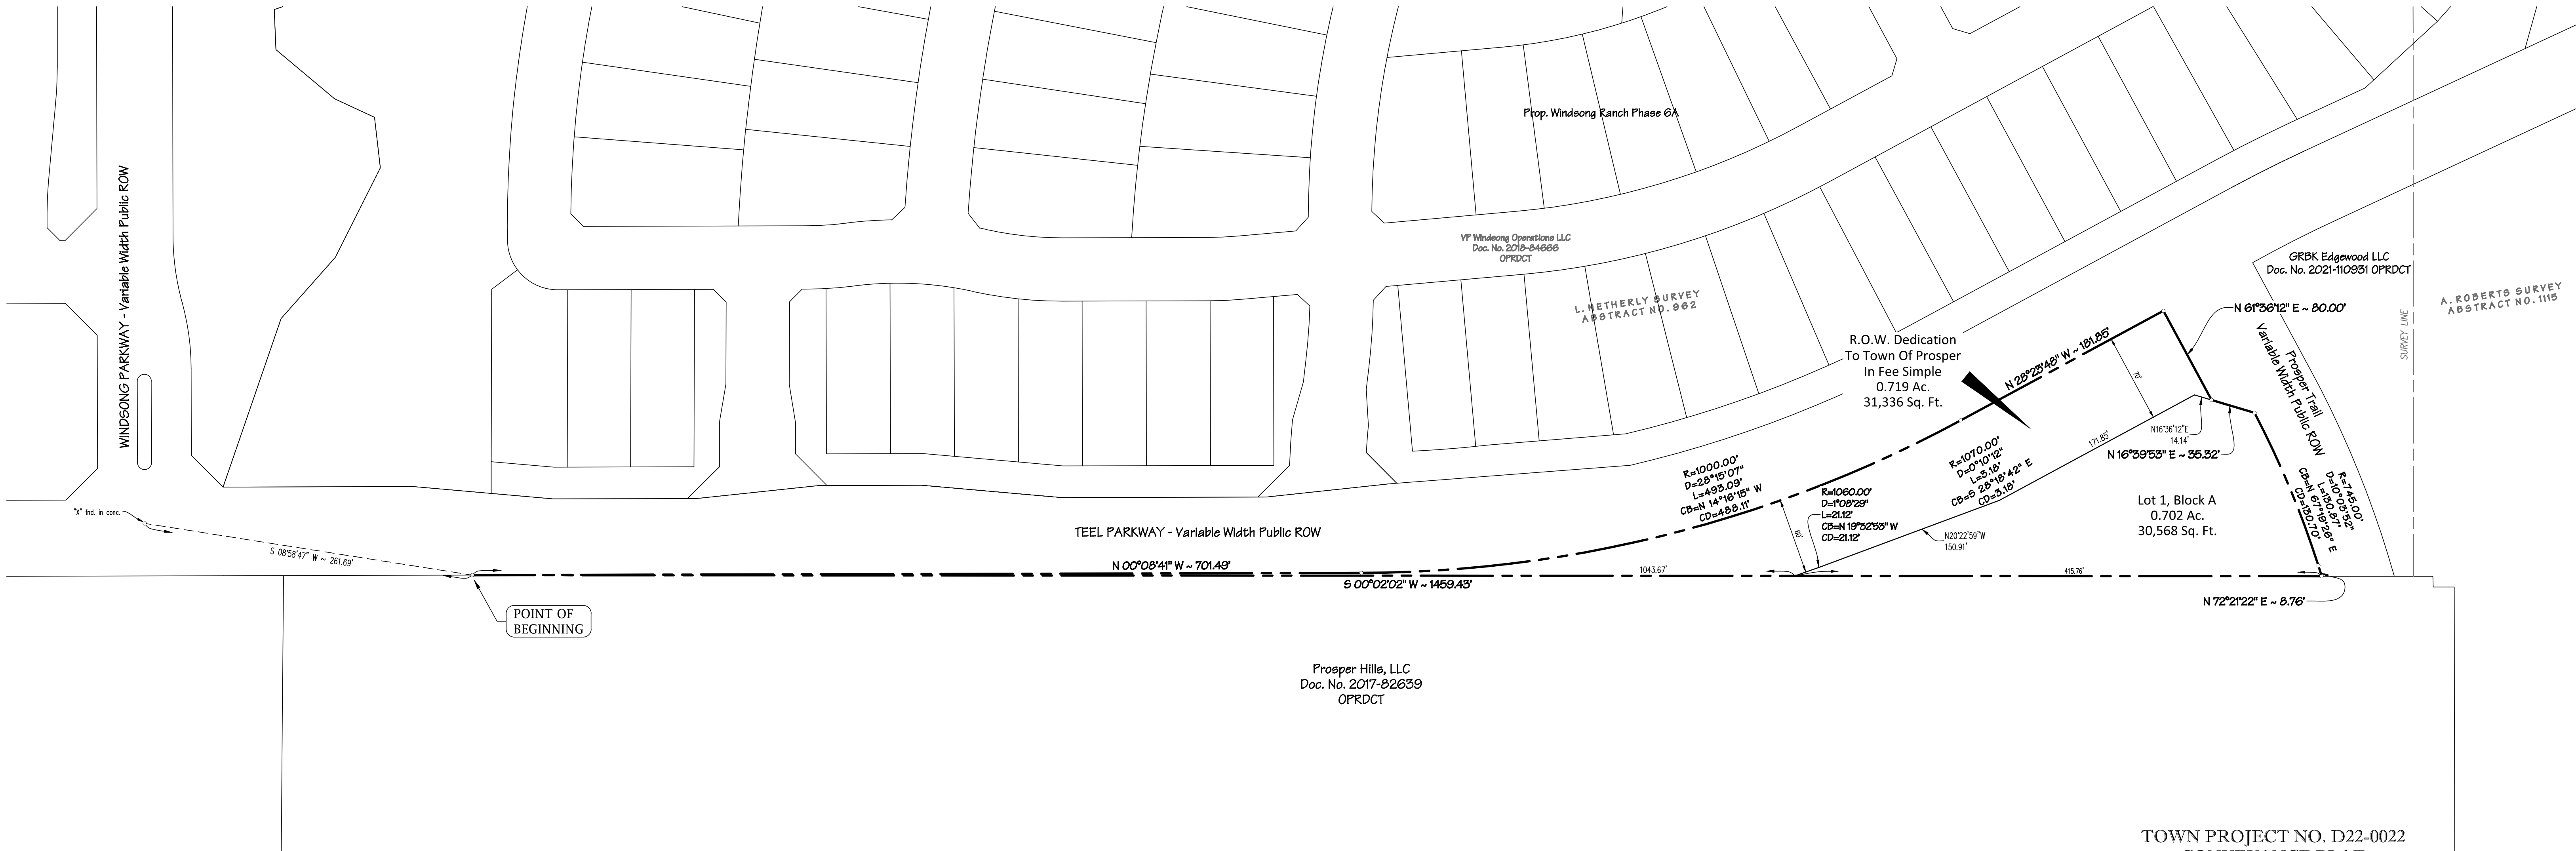 Prop. Windsong Ranch Phase 6A
WINDSONG PARKWAY - Variable Width Public ROW
VP Windsong Operations LLC
Doc. No. 2018-84666
OPRDCT
GRBK Edgewood LLC
Doc. No. 2021-110931 OPRDCT
L. NETHERLY SURVEY
ABSTRACT NO. 962
A. ROBERTS SURVEY
ABSTRACT NO. 1115
SURVEY LINE
N 61°36'12" E ~ 80.00'
R.O.W. Dedication
To Town Of Prosper
In Fee Simple
0.719 Ac.
31,336 Sq. Ft.
N 28°23'48" W ~ 181.85'
70'
Prosper Trail
Variable Width Public ROW
N16°36'12"E
14.14'
N 16°39'53" E ~ 35.32'
171.85'
R=1070.00'
D=0°10'12"
L=3.18'
CB=S 28°18'42" E
CD=3.18'
R=1000.00'
D=28°15'07"
L=493.09'
CB=N 14°16'15" W
CD=488.11'
R=1060.00'
D=1°08'29"
L=21.12'
CB=N 19°32'53" W
CD=21.12'
60'
R=745.00'
D=10°03'52"
L=130.87'
CB=N 67°19'26" E
CD=130.70'
Lot 1, Block A
0.702 Ac.
30,568 Sq. Ft.
"X" fnd. in conc.
S 08°58'47" W ~ 261.69'
TEEL PARKWAY - Variable Width Public ROW
N20°22'59"W
150.91'
N 00°08'41" W ~ 701.49'
S 00°02'02" W ~ 1459.43'
1043.67'
415.76'
N 72°21'22" E ~ 8.76'
POINT OF
BEGINNING
Prosper Hills, LLC
Doc. No. 2017-82639
OPRDCT
TOWN PROJECT NO. D22-0022